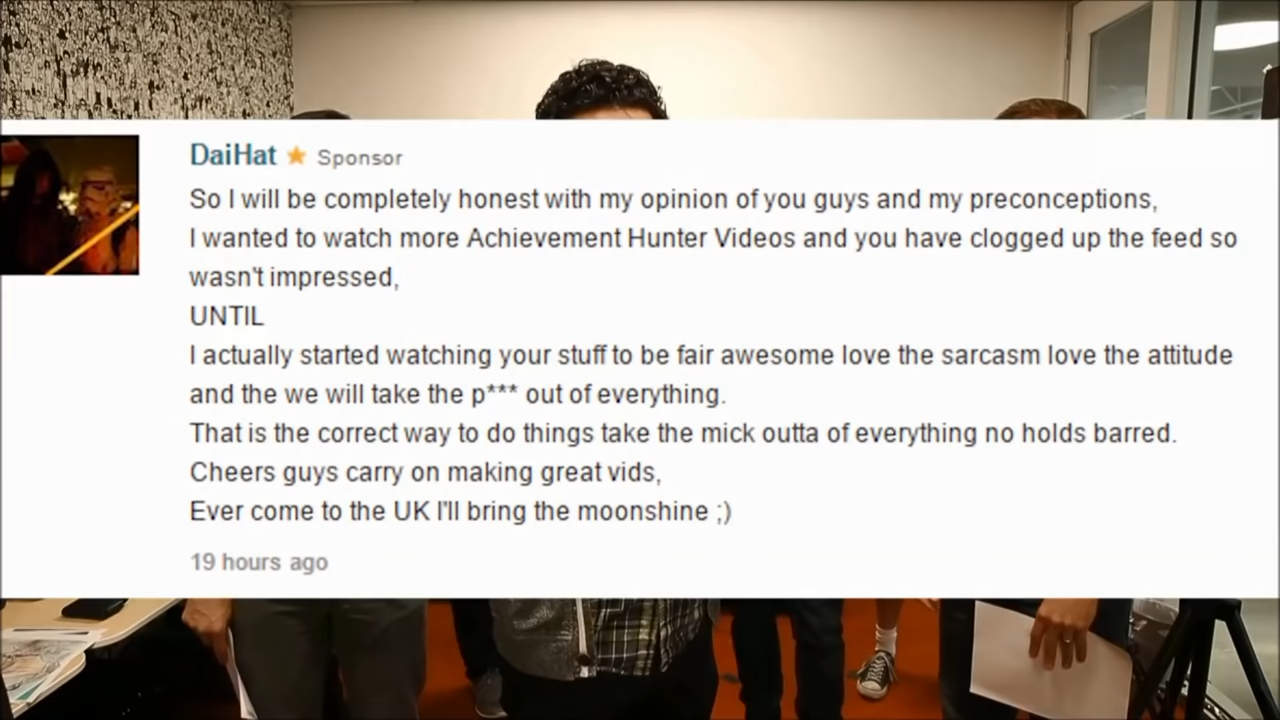 DaiHat ★ Sponsor
So I will be completely honest with my opinion of you guys and my preconceptions,
I wanted to watch more Achievement Hunter Videos and you have clogged up the feed so
wasn't impressed,
UNTIL
I actually started watching your stuff to be fair awesome love the sarcasm love the attitude
and the we will take the p*** out of everything.
That is the correct way to do things take the mick outta of everything no holds barred.
Cheers guys carry on making great vids,
Ever come to the UK I'll bring the moonshine ;)
19 hours ago